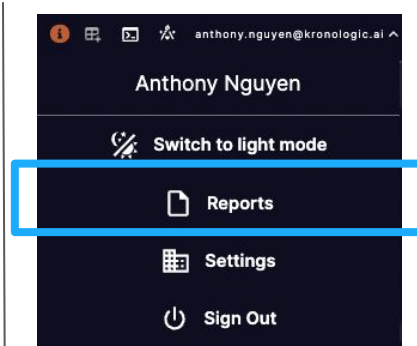 anthony.nguyen@kronologic.ai
Anthony Nguyen
Switch to light mode
Reports
Settings
Sign Out